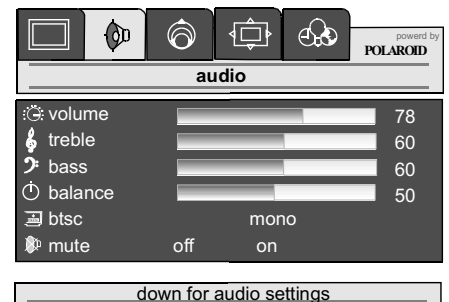 powerd by
POLAROID
audio
volume 78
treble 60
bass 60
balance 50
btsc mono
mute off on
down for audio settings